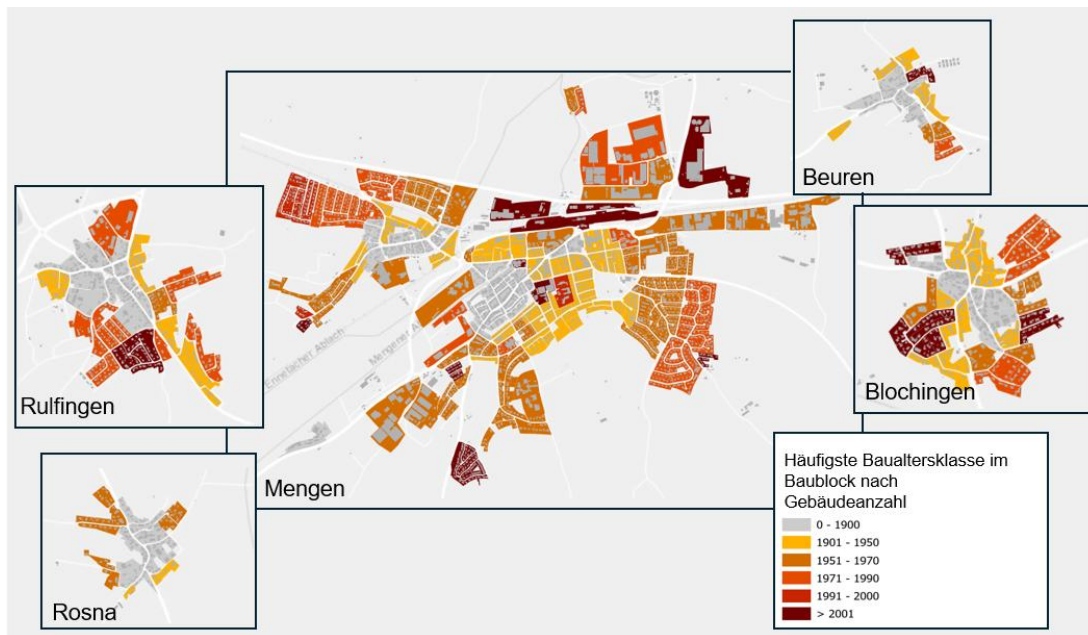 Beuren
Rulfingen
Ennetacher Ablach
Mengener A
Blochingen
Mengen
Rosna
Häufigste Baualtersklasse im
Baublock nach
Gebäudeanzahl
0 - 1900
1901 - 1950
1951 - 1970
1971 - 1990
1991 - 2000
> 2001